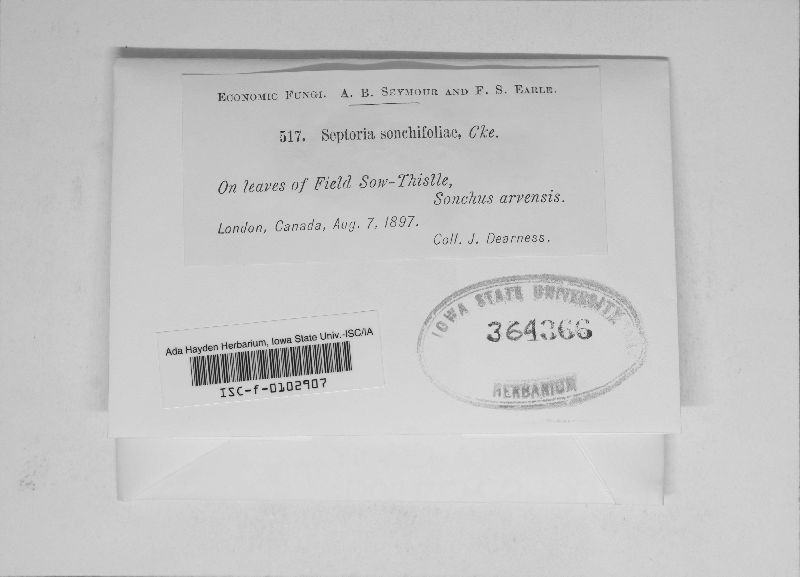 Economic Fungi. A. B. Seymour and F. S. Earle.
517. Septoria sonchifoliae, Cke.
On leaves of Field Sow-Thistle,
Sonchus arvensis.
London, Canada, Aug. 7, 1897.
Coll. J. Dearness.
IOWA STATE UNIVERSITY
364366
HERBARIUM
Ada Hayden Herbarium, Iowa State Univ.-ISC/IA
ISC-f-0102907